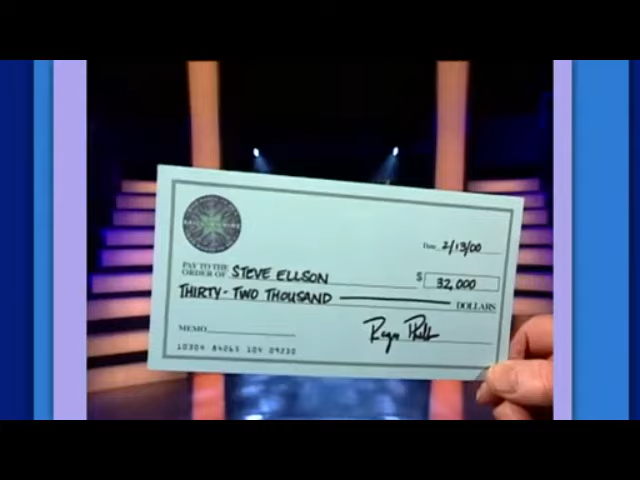 Date 2/13/00
PAY TO THE
ORDER OF STEVE ELLSON $ 32,000
THIRTY-TWO THOUSAND DOLLARS
MEMO